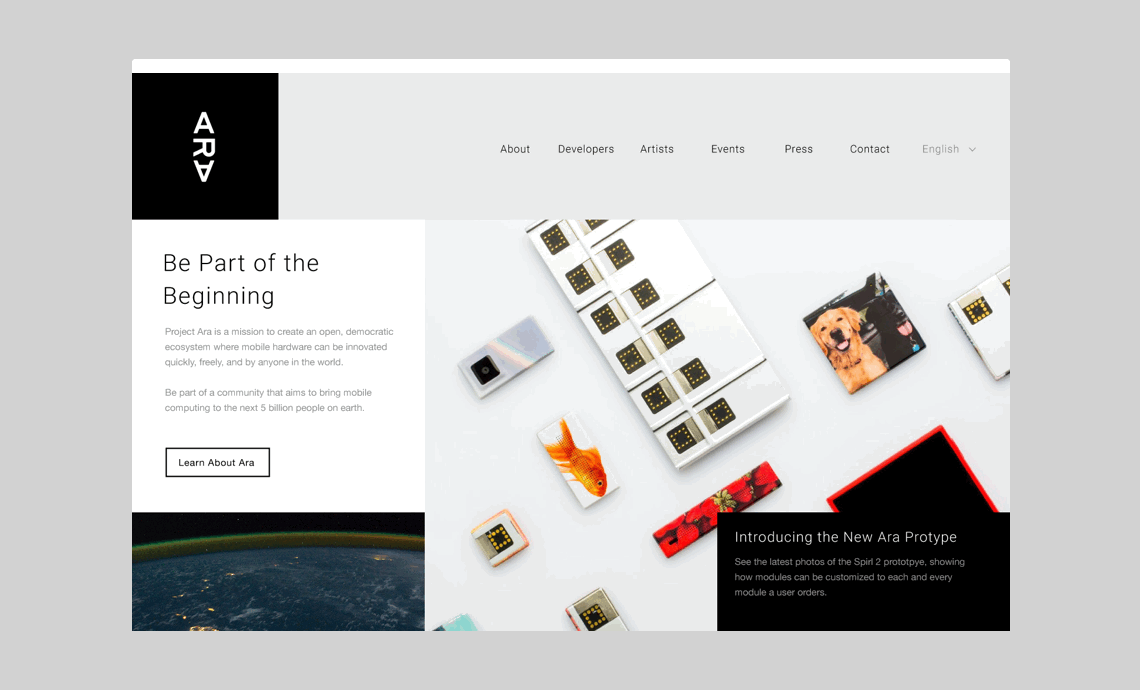 ARA
About Developers Artists Events Press Contact English
Be Part of the
Beginning
Project Ara is a mission to create an open, democratic
ecosystem where mobile hardware can be innovated
quickly, freely, and by anyone in the world.
Be part of a community that aims to bring mobile
computing to the next 5 billion people on earth.
Learn About Ara
Introducing the New Ara Protype
See the latest photos of the Spirl 2 prototpye, showing
how modules can be customized to each and every
module a user orders.